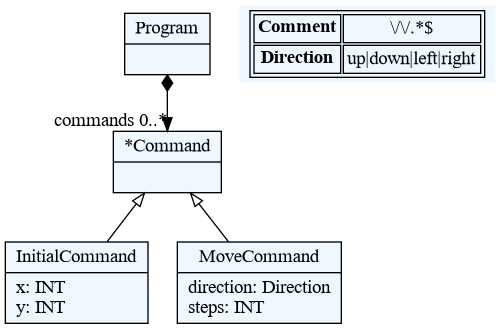 Program
Comment \/\/.*$
Direction up|down|left|right
commands 0..*
*Command
InitialCommand
x: INT
y: INT
MoveCommand
direction: Direction
steps: INT